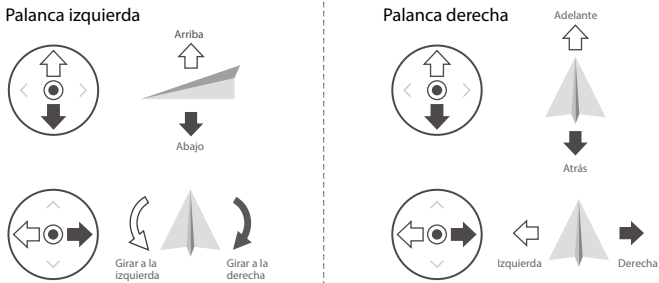 Palanca izquierda
Arriba
Abajo
Girar a la
izquierda
Girar a la
derecha
Palanca derecha
Adelante
Atrás
Izquierda
Derecha